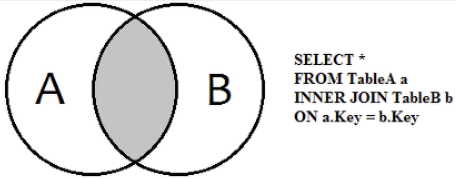 A
B
SELECT *
FROM TableA a
INNER JOIN TableB b
ON a.Key = b.Key